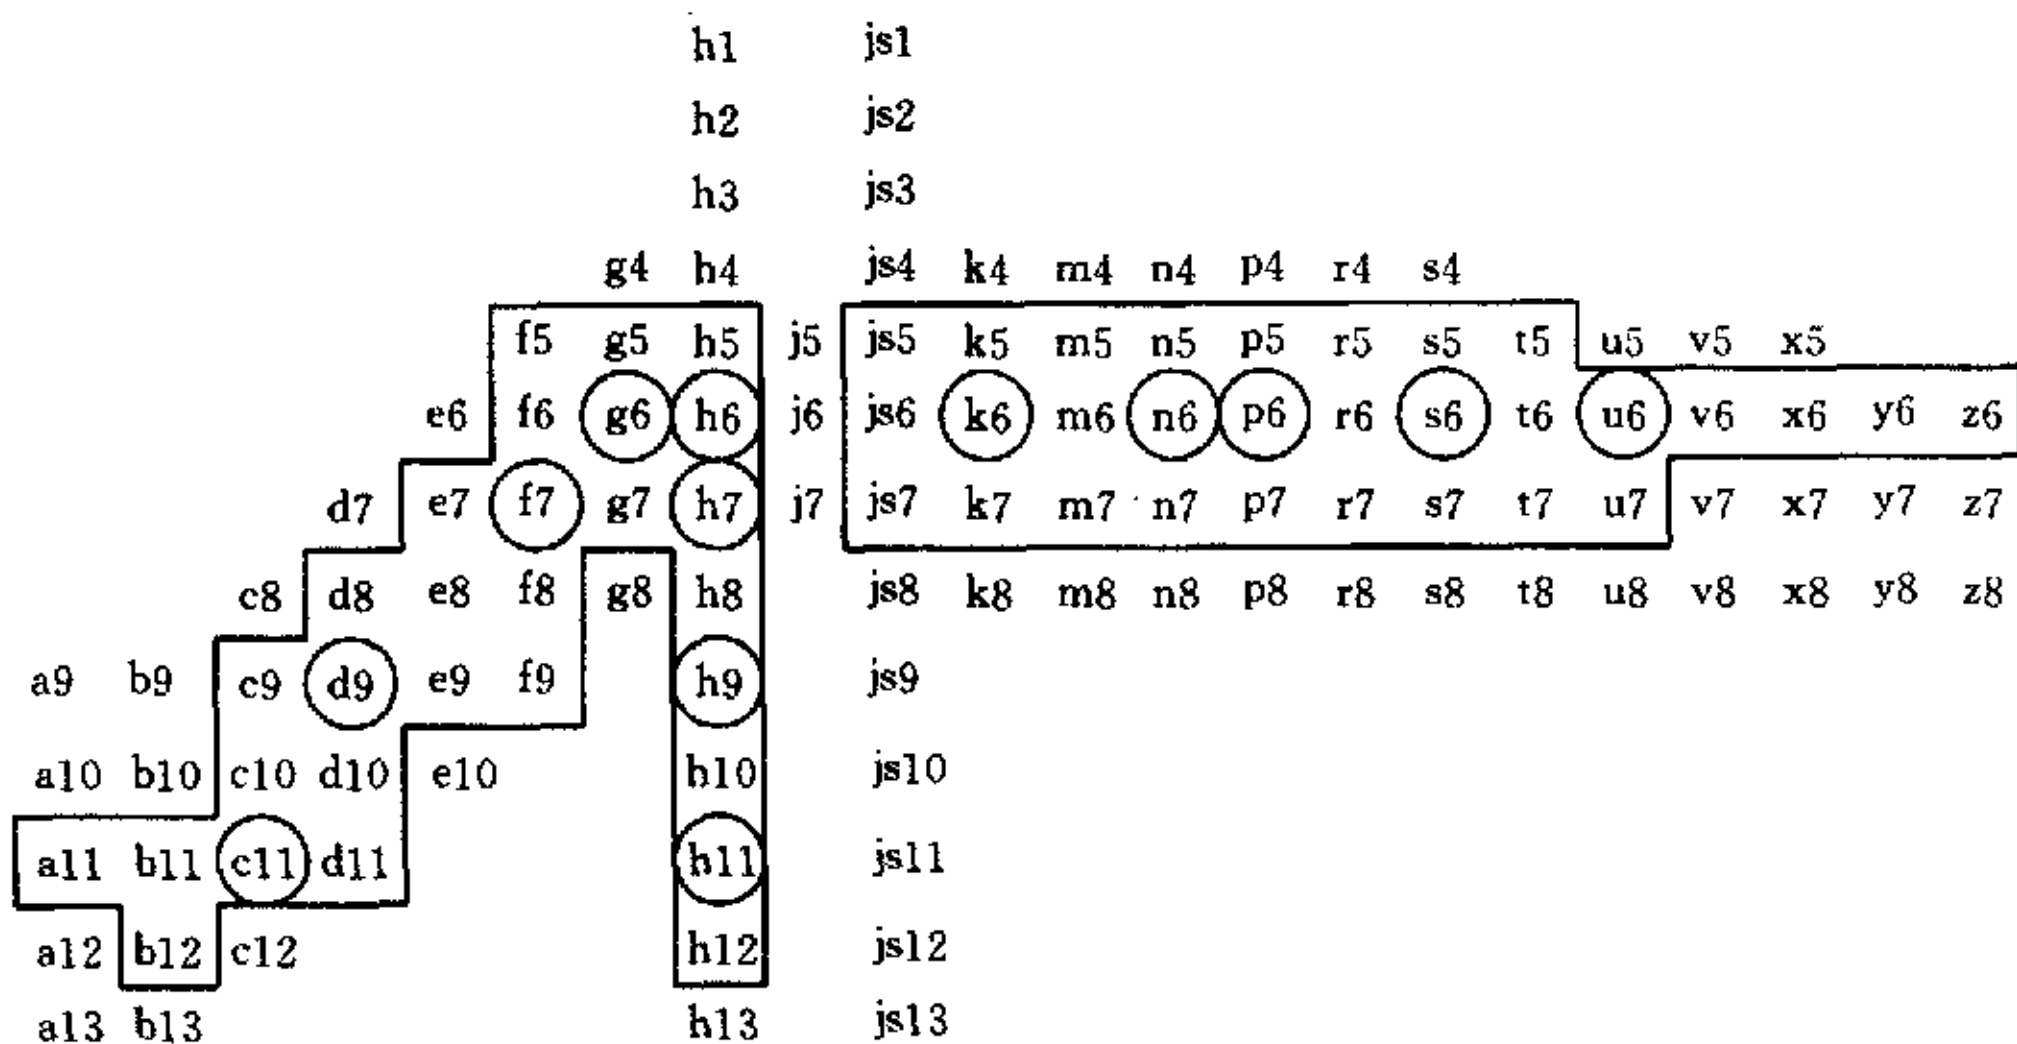 h1 js1
h2 js2
h3 js3
g4 h4 js4 k4 m4 n4 p4 r4 s4
f5 g5 h5 j5 js5 k5 m5 n5 p5 r5 s5 t5 u5 v5 x5
e6 f6 g6 h6 j6 js6 k6 m6 n6 p6 r6 s6 t6 u6 v6 x6 y6 z6
d7 e7 f7 g7 h7 j7 js7 k7 m7 n7 p7 r7 s7 t7 u7 v7 x7 y7 z7
c8 d8 e8 f8 g8 h8 js8 k8 m8 n8 p8 r8 s8 t8 u8 v8 x8 y8 z8
a9 b9 c9 d9 e9 f9 h9 js9
a10 b10 c10 d10 e10 h10 js10
a11 b11 c11 d11 h11 js11
a12 b12 c12 h12 js12
a13 b13 h13 js13